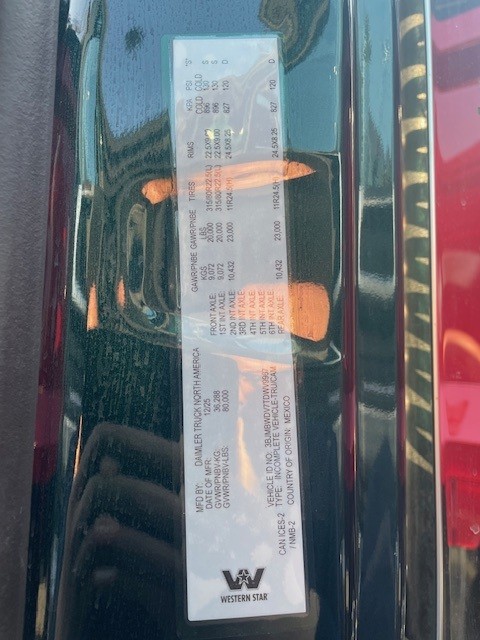 MFD BY: DAIMLER TRUCK NORTH AMERICA
DATE OF MFR: 12/25
GVWR/PNBV-KG: 36,288
GVWR/PNBV-LBS: 80,000
GAWR/PNBE KGS GAWR/PNBE LBS TIRES RIMS KPA COLD PSI COLD
FRONT AXLE: 9,072 20,000 22.5X9.00 896 130 S
1ST INT AXLE: 9,072 20,000 22.5X9.00 896 130 S
2ND INT AXLE: 10,432 23,000 24.5X8.25 827 120 D
3RD INT AXLE:
4TH INT AXLE:
5TH INT AXLE:
6TH INT AXLE:
REAR AXLE: 10,432 23,000 24.5X8.25 827 120 D
VEHICLE ID NO:
TYPE: INCOMPLETE VEHICLE-TRU/CAM
COUNTRY OF ORIGIN: MEXICO
CAN ICES-2
/ NMB-2
WESTERN STAR